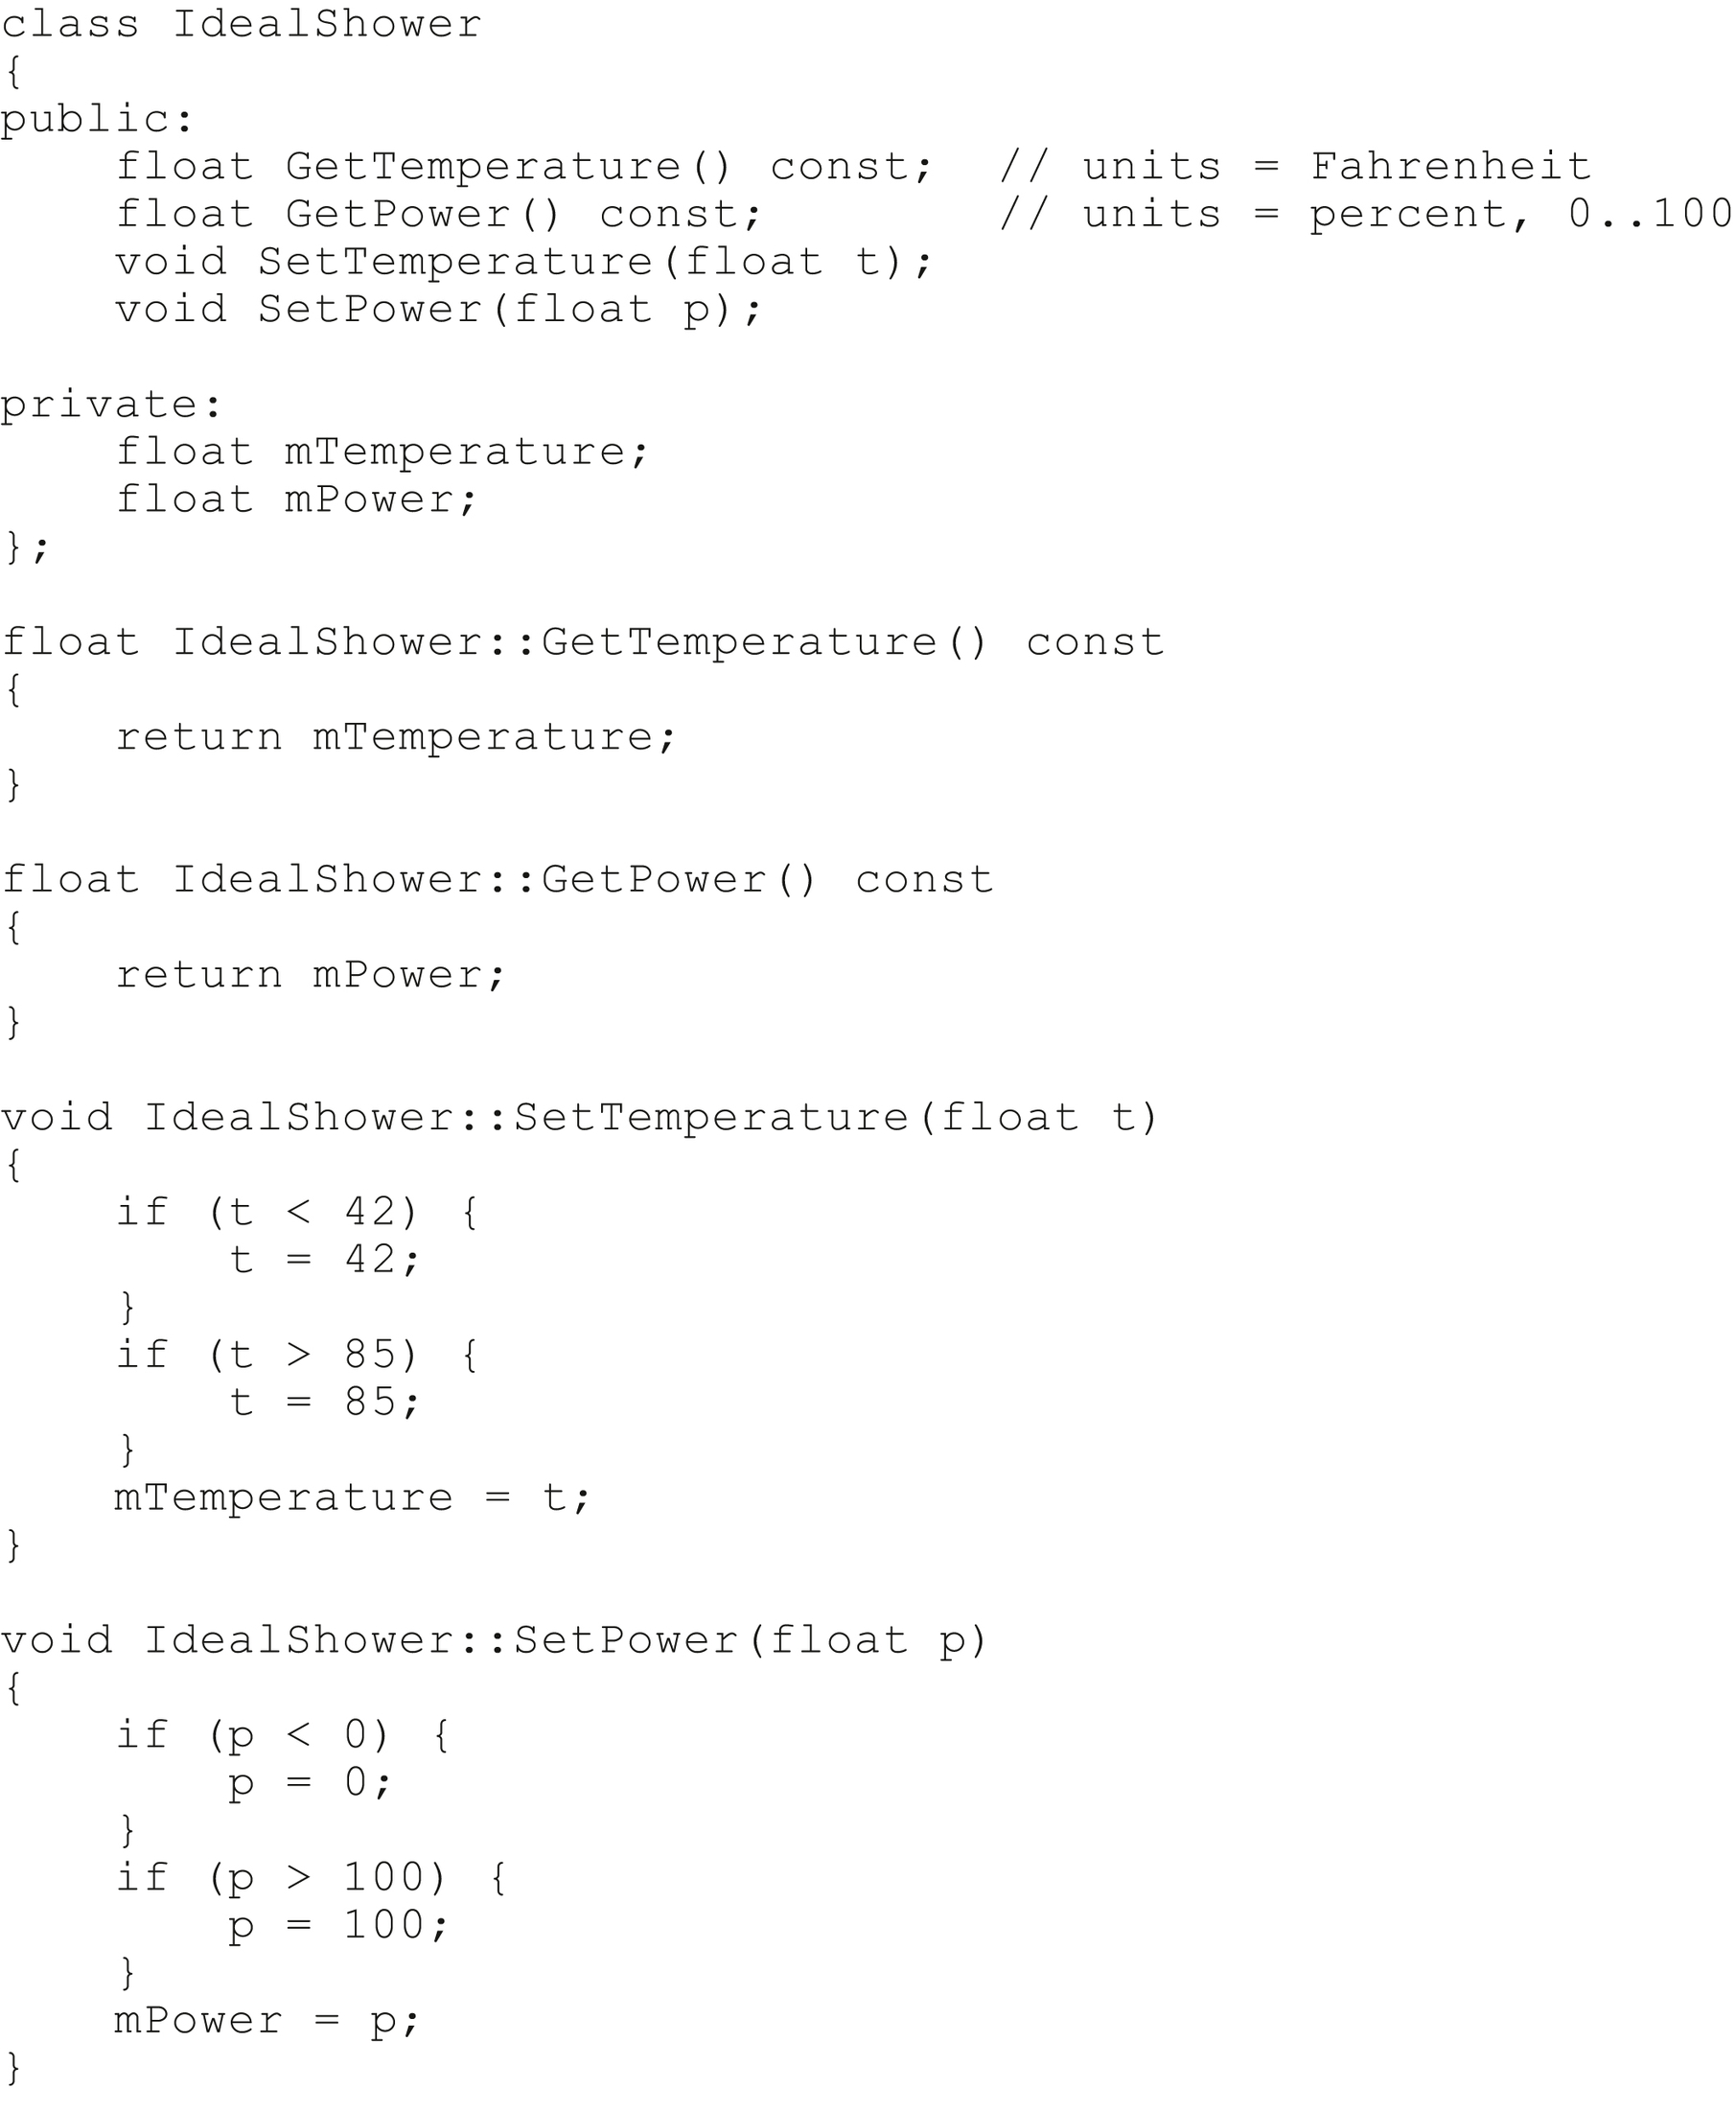 class IdealShower
{
public:
    float GetTemperature() const;  // units = Fahrenheit
    float GetPower() const;        // units = percent, 0..100
    void SetTemperature(float t);
    void SetPower(float p);

private:
    float mTemperature;
    float mPower;
};

float IdealShower::GetTemperature() const
{
    return mTemperature;
}

float IdealShower::GetPower() const
{
    return mPower;
}

void IdealShower::SetTemperature(float t)
{
    if (t < 42) {
        t = 42;
    }
    if (t > 85) {
        t = 85;
    }
    mTemperature = t;
}

void IdealShower::SetPower(float p)
{
    if (p < 0) {
        p = 0;
    }
    if (p > 100) {
        p = 100;
    }
    mPower = p;
}